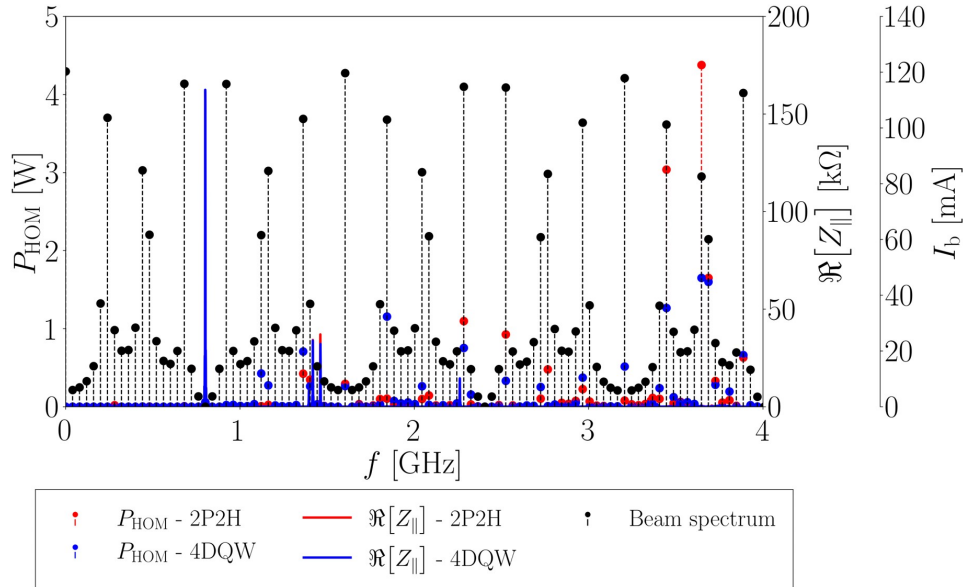 5
4
3
2
1
0
P_HOM [W]
0
1
2
3
4
f [GHz]
200
150
100
50
0
ℜ[Z_∥] [kΩ]
140
120
100
80
60
40
20
0
I_b [mA]
P_HOM - 2P2H
ℜ[Z_∥] - 2P2H
Beam spectrum
P_HOM - 4DQW
ℜ[Z_∥] - 4DQW